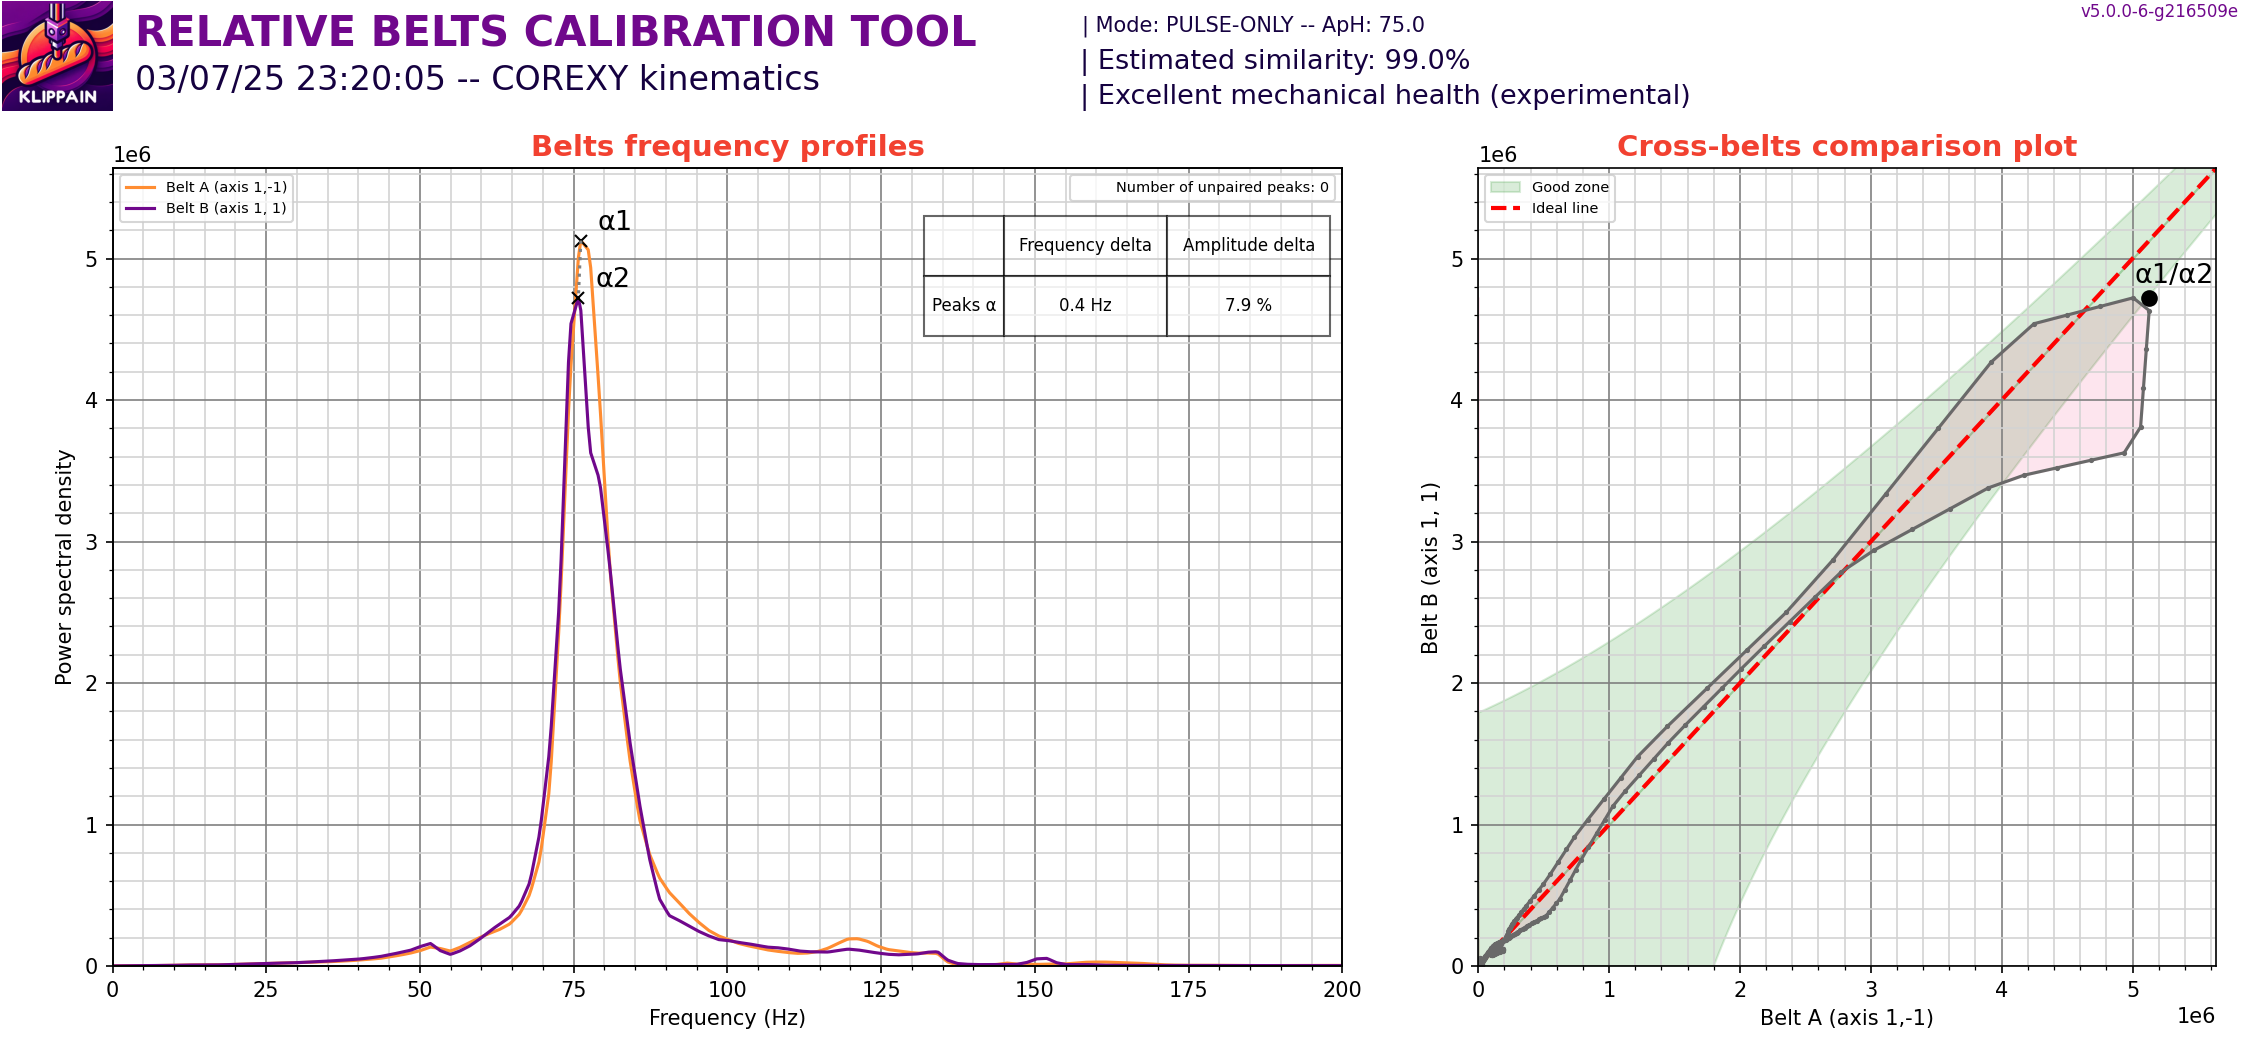 KLIPPAIN
RELATIVE BELTS CALIBRATION TOOL
03/07/25 23:20:05 -- COREXY kinematics
| Mode: PULSE-ONLY -- ApH: 75.0
| Estimated similarity: 99.0%
| Excellent mechanical health (experimental)
v5.0.0-6-g216509e
Belts frequency profiles
1e6
Belt A (axis 1,-1)
Belt B (axis 1, 1)
Number of unpaired peaks: 0
Frequency delta Amplitude delta
Peaks α 0.4 Hz 7.9 %
α1
α2
5
4
3
2
1
0
Power spectral density
0 25 50 75 100 125 150 175 200
Frequency (Hz)
Cross-belts comparison plot
1e6
Good zone
Ideal line
α1/α2
5
4
3
2
1
0
Belt B (axis 1, 1)
0 1 2 3 4 5
Belt A (axis 1,-1)
1e6